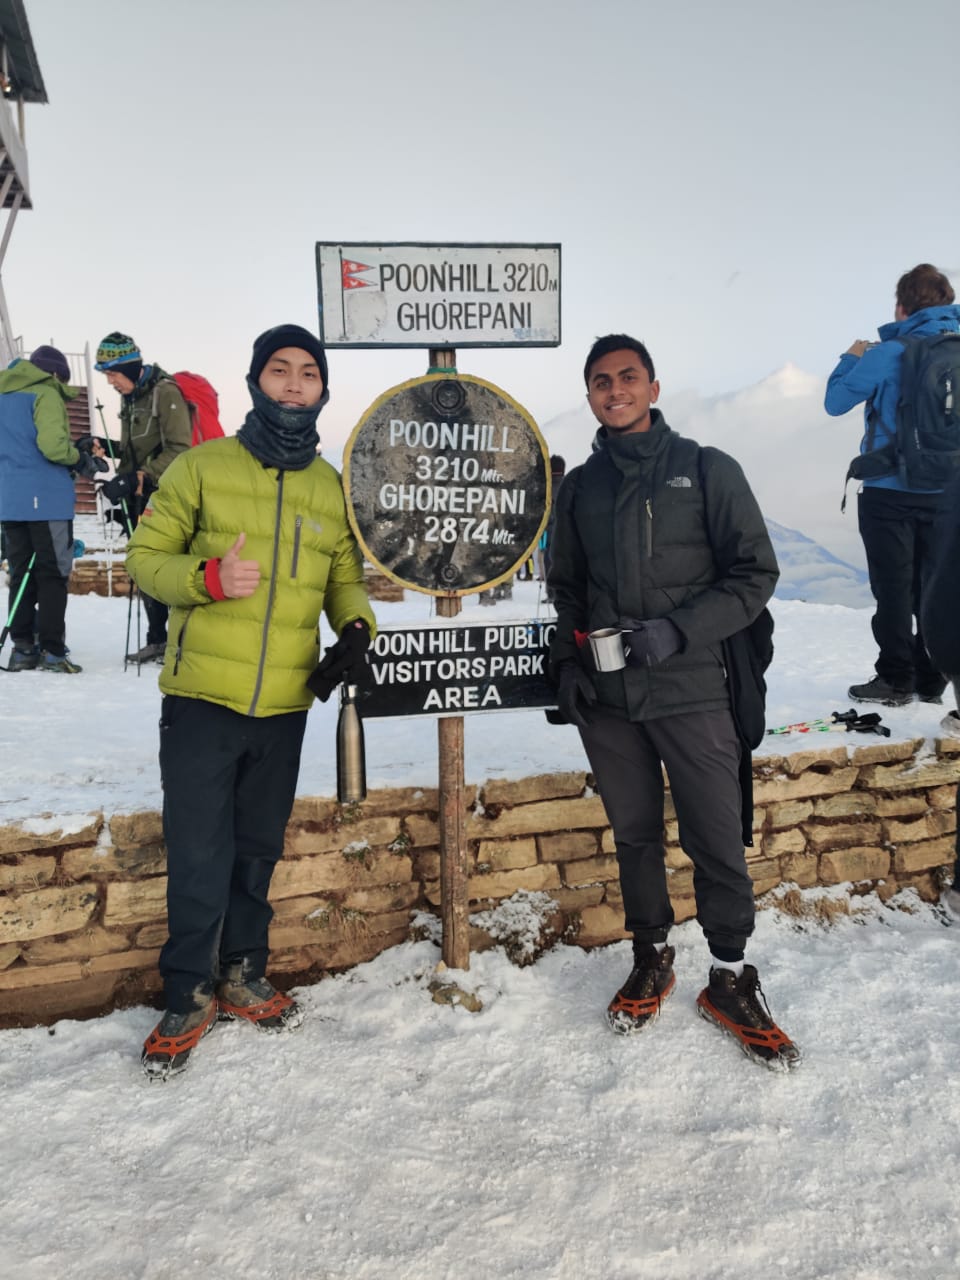 POONHILL 3210M
GHOREPANI
POONHILL
3210 Mtr.
GHOREPANI
2874 Mtr.
POON HILL PUBLIC
VISITORS PARK
AREA
THE
NORTH
FACE